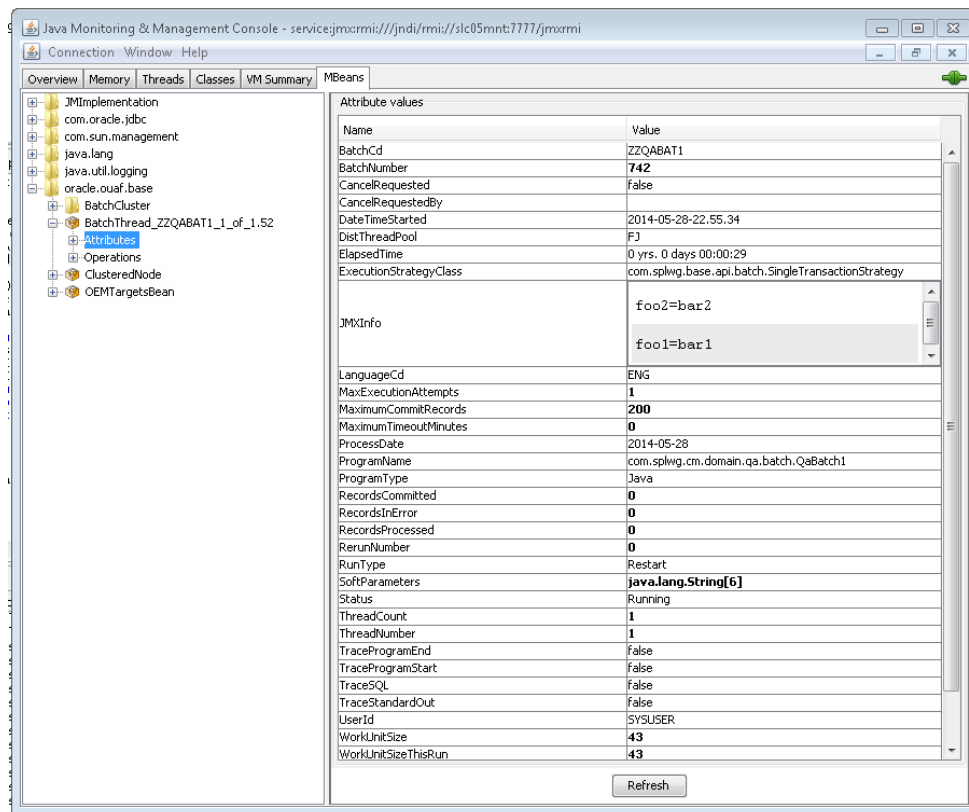 Java Monitoring & Management Console - service:jmx:rmi:///jndi/rmi://slc05mnt:7777/jmxrmi
Connection Window Help
Overview Memory Threads Classes VM Summary MBeans
JMImplementation
com.oracle.jdbc
com.sun.management
java.lang
java.util.logging
oracle.ouaf.base
BatchCluster
BatchThread_ZZQABAT1_1_of_1.52
Attributes
Operations
ClusteredNode
OEMTargetsBean
Attribute values
Name Value
BatchCd ZZQABAT1
BatchNumber 742
CancelRequested false
CancelRequestedBy
DateTimeStarted 2014-05-28-22.55.34
DistThreadPool FJ
ElapsedTime 0 yrs. 0 days 00:00:29
ExecutionStrategyClass com.splwg.base.api.batch.SingleTransactionStrategy
JMXInfo
foo2=bar2
foo1=bar1
LanguageCd ENG
MaxExecutionAttempts 1
MaximumCommitRecords 200
MaximumTimeoutMinutes 0
ProcessDate 2014-05-28
ProgramName com.splwg.cm.domain.qa.batch.QaBatch1
ProgramType Java
RecordsCommitted 0
RecordsInError 0
RecordsProcessed 0
RerunNumber 0
RunType Restart
SoftParameters java.lang.String[6]
Status Running
ThreadCount 1
ThreadNumber 1
TraceProgramEnd false
TraceProgramStart false
TraceSQL false
TraceStandardOut false
UserId SYSUSER
WorkUnitSize 43
WorkUnitSizeThisRun 43
Refresh